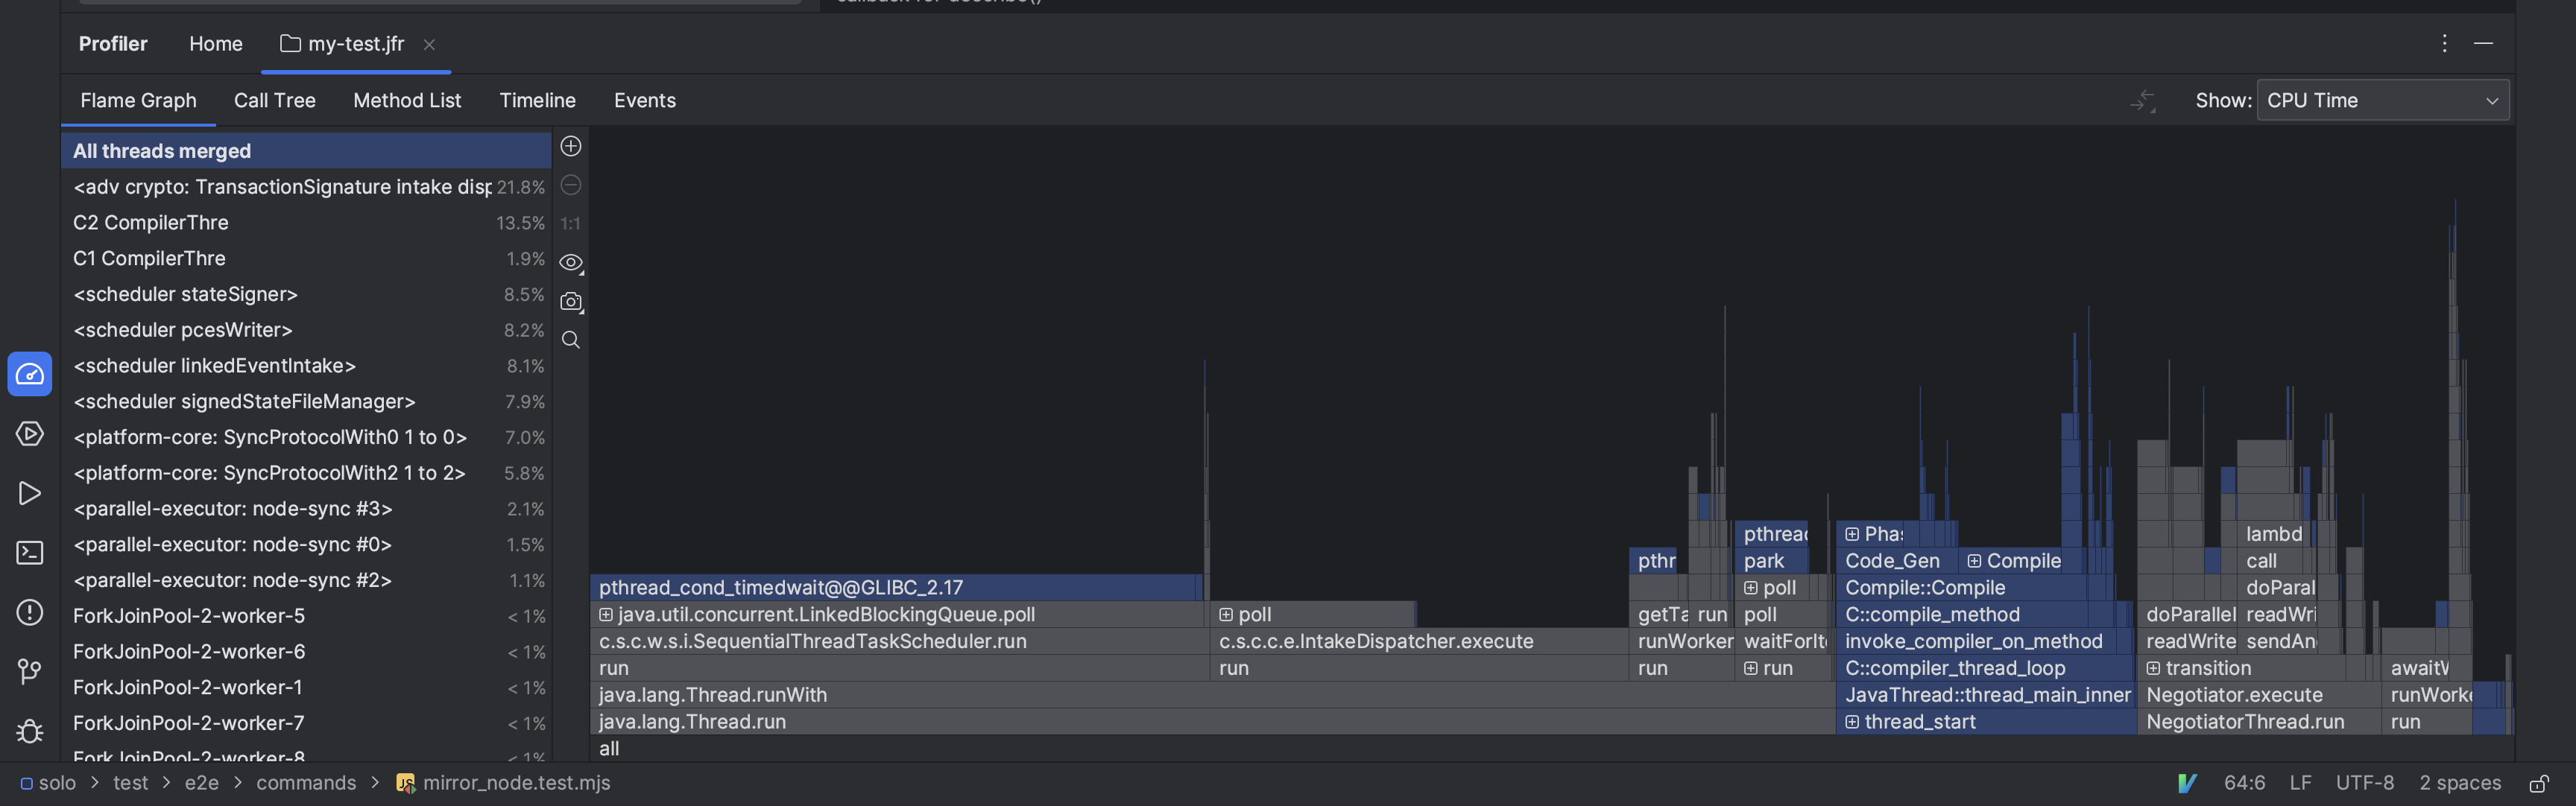 Profiler Home my-test.jfr
Flame Graph Call Tree Method List Timeline Events Show: CPU Time
All threads merged
<adv crypto: TransactionSignature intake disp 21.8%
C2 CompilerThre 13.5%
C1 CompilerThre 1.9%
<scheduler stateSigner> 8.5%
<scheduler pcesWriter> 8.2%
<scheduler linkedEventIntake> 8.1%
<scheduler signedStateFileManager> 7.9%
<platform-core: SyncProtocolWith0 1 to 0> 7.0%
<platform-core: SyncProtocolWith2 1 to 2> 5.8%
<parallel-executor: node-sync #3> 2.1%
<parallel-executor: node-sync #0> 1.5%
<parallel-executor: node-sync #2> 1.1%
ForkJoinPool-2-worker-5 < 1%
ForkJoinPool-2-worker-6 < 1%
ForkJoinPool-2-worker-1 < 1%
ForkJoinPool-2-worker-7 < 1%
ForkJoinPool-2-worker-8 < 1%
1:1
pthread Phas lambd
pthr park Code_Gen Compile call
pthread_cond_timedwait@@GLIBC_2.17 poll Compile::Compile doParal
java.util.concurrent.LinkedBlockingQueue.poll poll getTa run poll C::compile_method doParallel readWri
c.s.c.w.s.i.SequentialThreadTaskScheduler.run c.s.c.c.e.IntakeDispatcher.execute runWorker waitForIt invoke_compiler_on_method readWrite sendAn
run run run run C::compiler_thread_loop transition awaitW
java.lang.Thread.runWith JavaThread::thread_main_inner Negotiator.execute runWorke
java.lang.Thread.run thread_start NegotiatorThread.run run
all
solo > test > e2e > commands > mirror_node.test.mjs 64:6 LF UTF-8 2 spaces